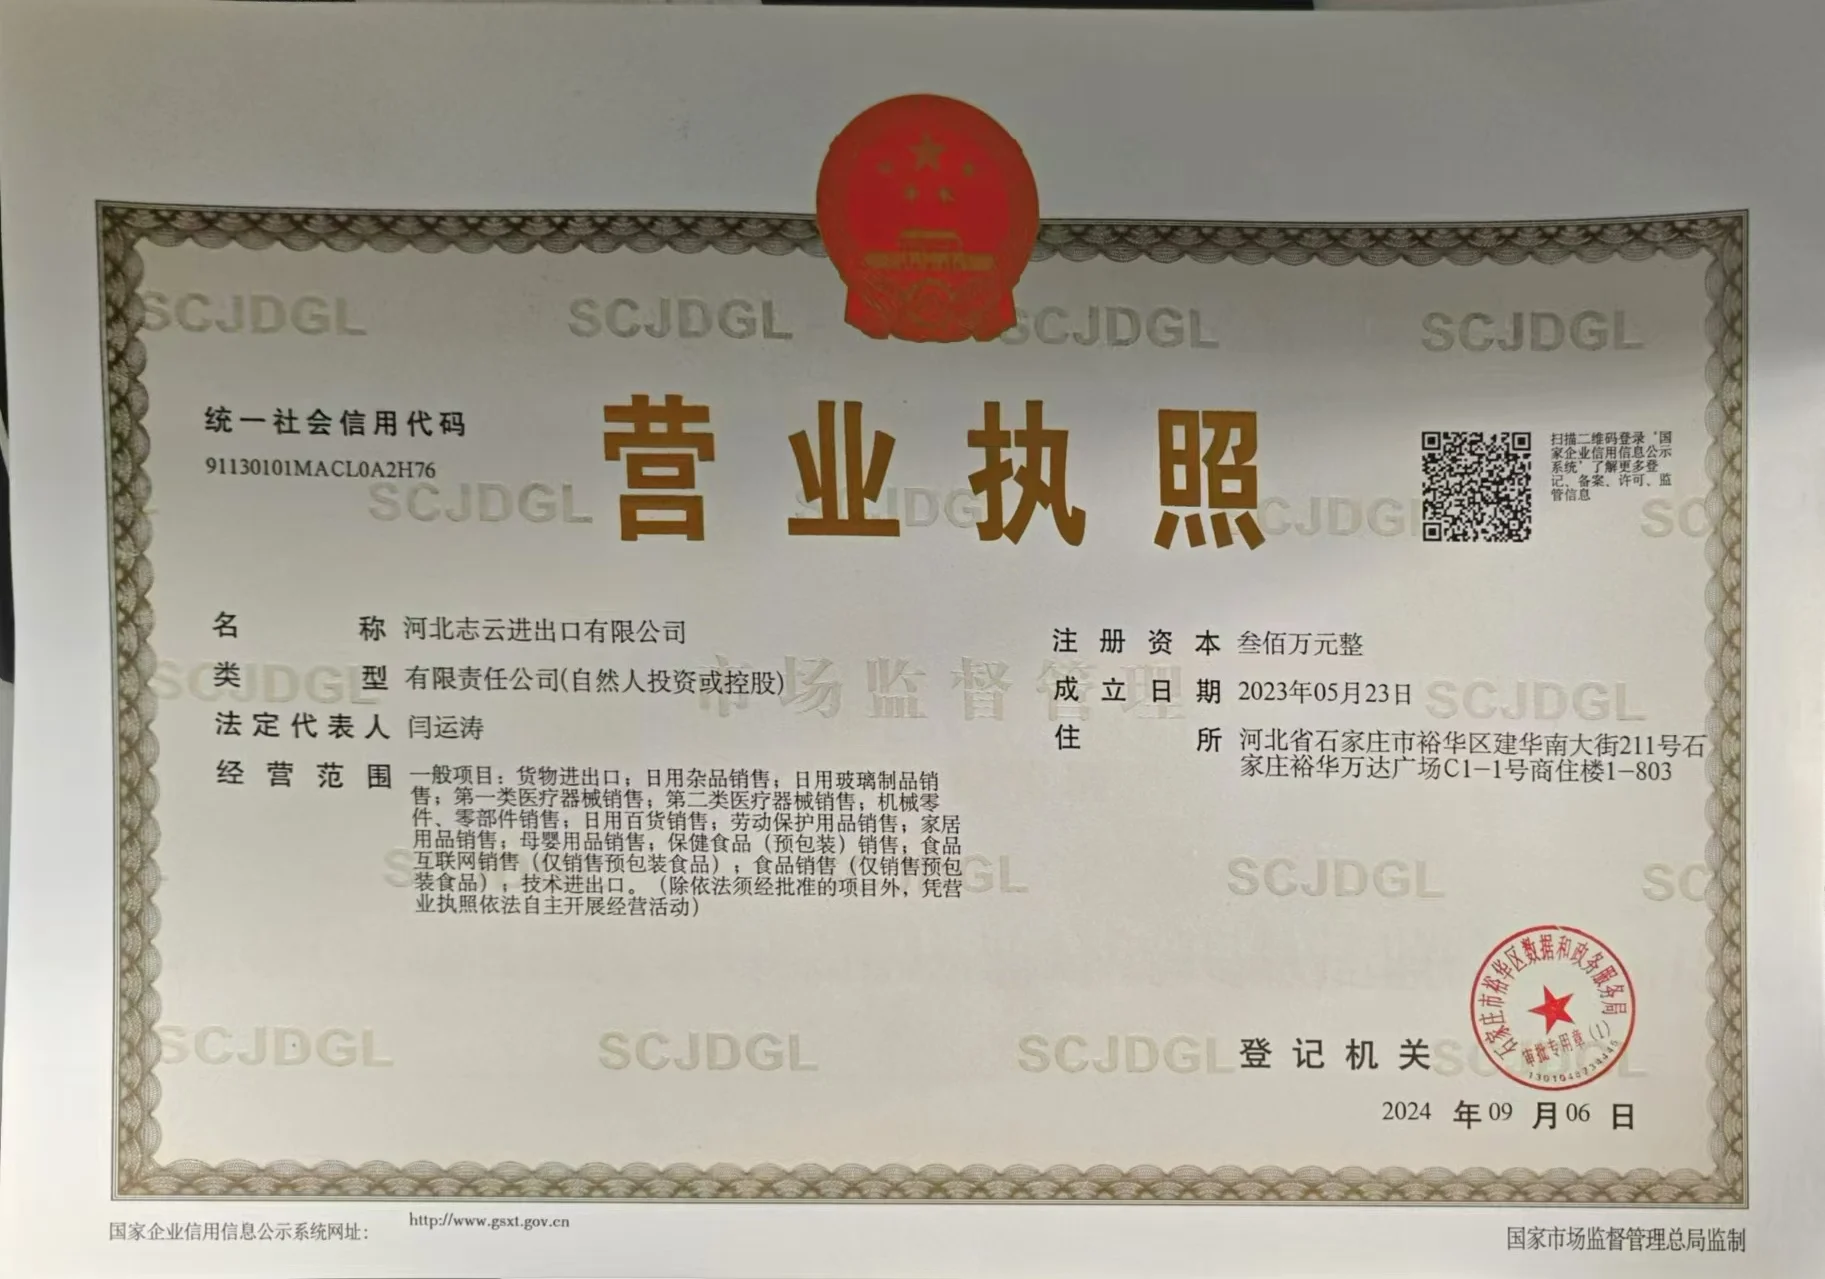 SCJDGL SCJDGL SCJDGL SCJDGL
营业执照
统一社会信用代码
91130101MACL0A2H76
扫描二维码登录‘国
家企业信用信息公示
系统’了解更多登
记、备案、许可、监
管信息
SCJDGL SCJDGL SCJDGL SC
名称 河北志云进出口有限公司
类型 有限责任公司(自然人投资或控股)
法定代表人 闫运涛
经营范围 一般项目：货物进出口；日用杂品销售；日用玻璃制品销
售；第一类医疗器械销售；第二类医疗器械销售；机械零
件、零部件销售；日用百货销售；劳动保护用品销售；家居
用品销售；母婴用品销售；保健食品（预包装）销售；食品
互联网销售（仅销售预包装食品）；食品销售（仅销售预包
装食品）；技术进出口。（除依法须经批准的项目外，凭营
业执照依法自主开展经营活动）
注册资本 叁佰万元整
成立日期 2023年05月23日
住所 河北省石家庄市裕华区建华南大街211号石
家庄裕华万达广场C1-1号商住楼1-803
SCJDGL 市场监督管理 SCJDGL
SCJDGL SC
SCJDGL SCJDGL SCJDGL
登记机关
石家庄市裕华区数据和政务服务局
审批专用章（1）
2024 年 09 月 06 日
国家企业信用信息公示系统网址： http://www.gsxt.gov.cn
国家市场监督管理总局监制